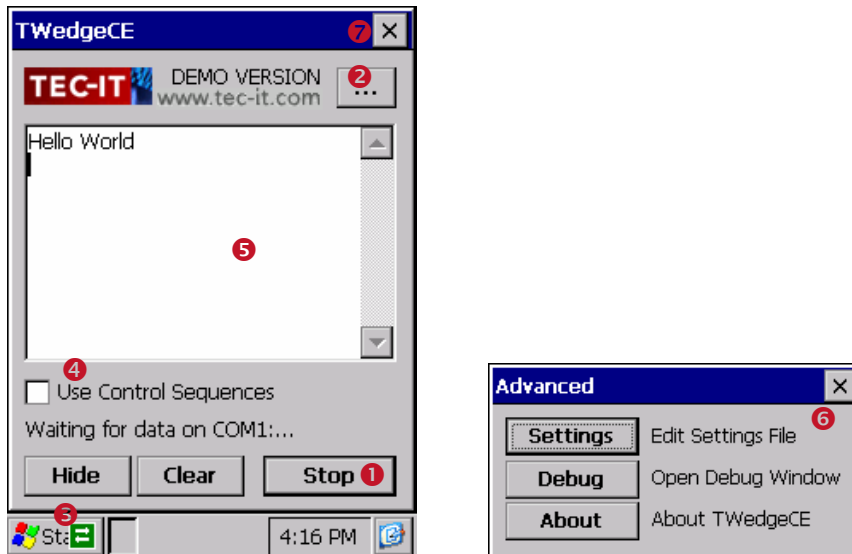 TWedgeCE 7
TEC-IT DEMO VERSION 2
www.tec-it.com ...
Hello World
5
4
Use Control Sequences
Waiting for data on COM1:...
Hide Clear Stop 1
3
Sta 4:16 PM
Advanced
6
Settings Edit Settings File
Debug Open Debug Window
About About TWedgeCE